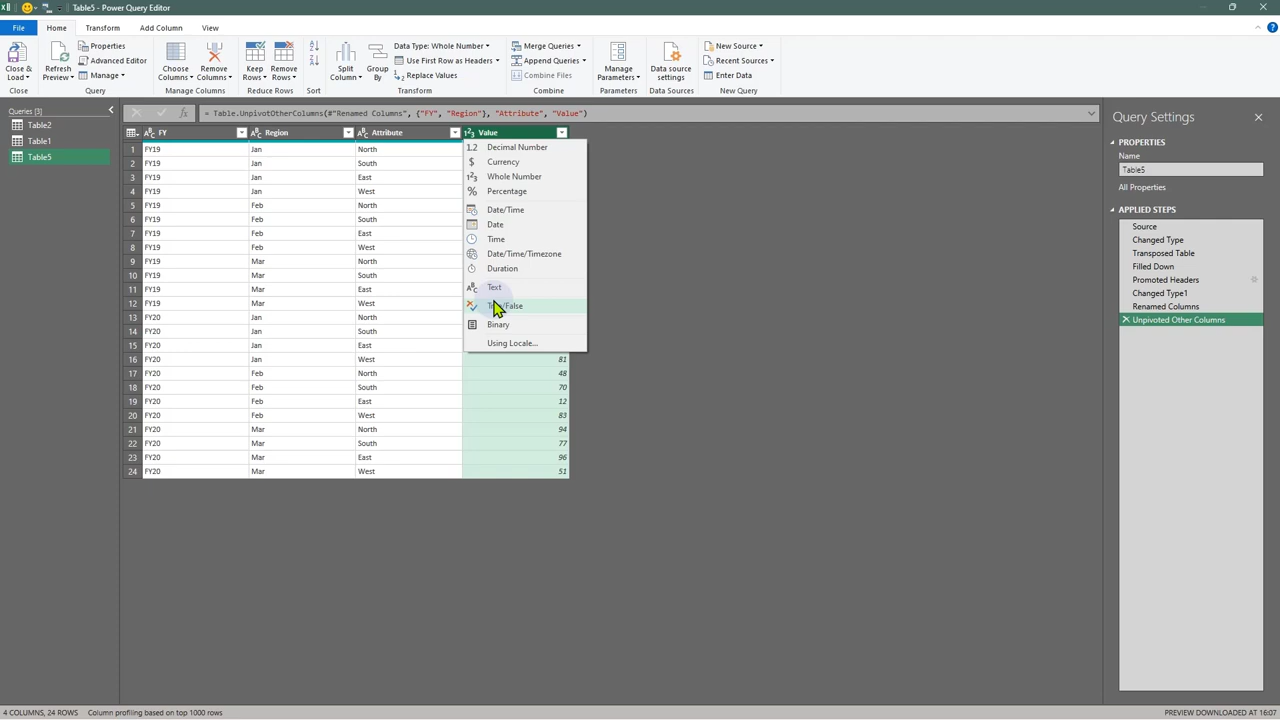 Table5 - Power Query Editor
File Home Transform Add Column View
Close & Load
Refresh Preview
Properties
Advanced Editor
Manage
Choose Columns
Remove Columns
Keep Rows
Remove Rows
Split Column
Group By
Data Type: Whole Number
Use First Row as Headers
Replace Values
Merge Queries
Append Queries
Combine Files
Manage Parameters
Data source settings
New Source
Recent Sources
Enter Data
Close Query Manage Columns Reduce Rows Sort Transform Combine Parameters Data Sources New Query
Queries [3]
Table2
Table1
Table5
= Table.UnpivotOtherColumns(#"Renamed Columns", {"FY", "Region"}, "Attribute", "Value")
FY Region Attribute Value
1 FY19 Jan North
2 FY19 Jan South
3 FY19 Jan East
4 FY19 Jan West
5 FY19 Feb North
6 FY19 Feb South
7 FY19 Feb East
8 FY19 Feb West
9 FY19 Mar North
10 FY19 Mar South
11 FY19 Mar East
12 FY19 Mar West
13 FY20 Jan North
14 FY20 Jan South
15 FY20 Jan East
16 FY20 Jan West 81
17 FY20 Feb North 48
18 FY20 Feb South 70
19 FY20 Feb East 12
20 FY20 Feb West 83
21 FY20 Mar North 94
22 FY20 Mar South 77
23 FY20 Mar East 96
24 FY20 Mar West 51
1.2 Decimal Number
$ Currency
123 Whole Number
% Percentage
Date/Time
Date
Time
Date/Time/Timezone
Duration
Text
True/False
Binary
Using Locale...
Query Settings
PROPERTIES
Name
Table5
All Properties
APPLIED STEPS
Source
Changed Type
Transposed Table
Filled Down
Promoted Headers
Changed Type1
Renamed Columns
Unpivoted Other Columns
4 COLUMNS, 24 ROWS Column profiling based on top 1000 rows
PREVIEW DOWNLOADED AT 16:07